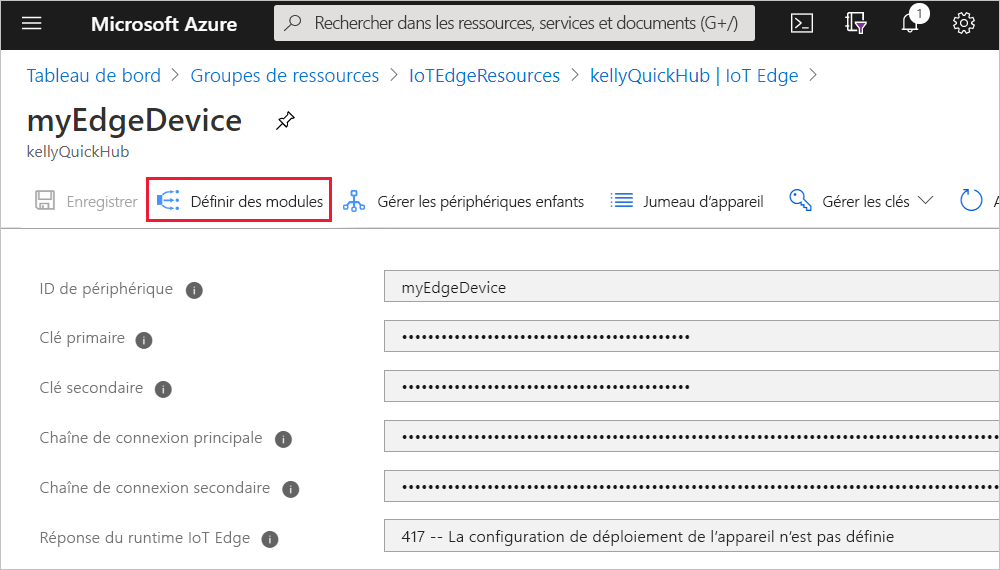 Microsoft Azure
Rechercher dans les ressources, services et documents (G+/)
1
Tableau de bord > Groupes de ressources > IoTEdgeResources > kellyQuickHub | IoT Edge >
myEdgeDevice
kellyQuickHub
Enregistrer Définir des modules Gérer les périphériques enfants Jumeau d’appareil Gérer les clés A
ID de périphérique myEdgeDevice
Clé primaire
Clé secondaire
Chaîne de connexion principale
Chaîne de connexion secondaire
Réponse du runtime IoT Edge 417 -- La configuration de déploiement de l’appareil n’est pas définie